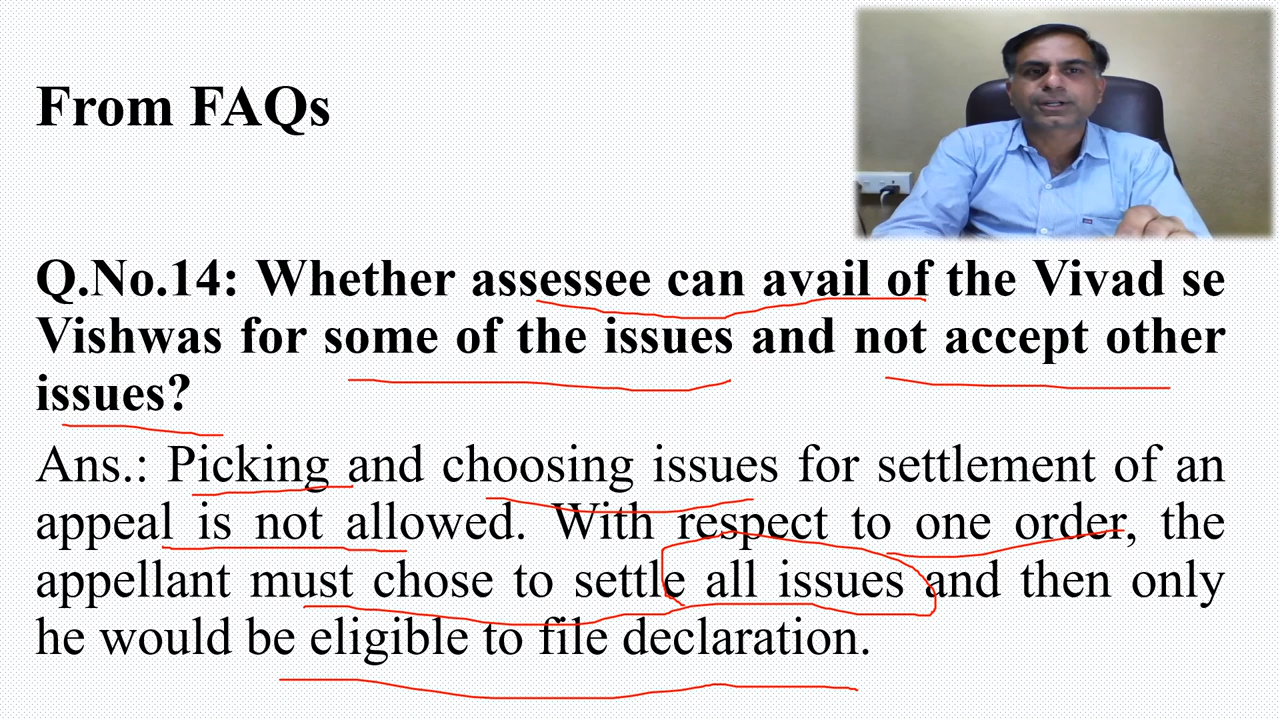 From FAQs
Q.No.14: Whether assessee can avail of the Vivad se
Vishwas for some of the issues and not accept other
issues?
Ans.: Picking and choosing issues for settlement of an
appeal is not allowed. With respect to one order, the
appellant must chose to settle all issues and then only
he would be eligible to file declaration.